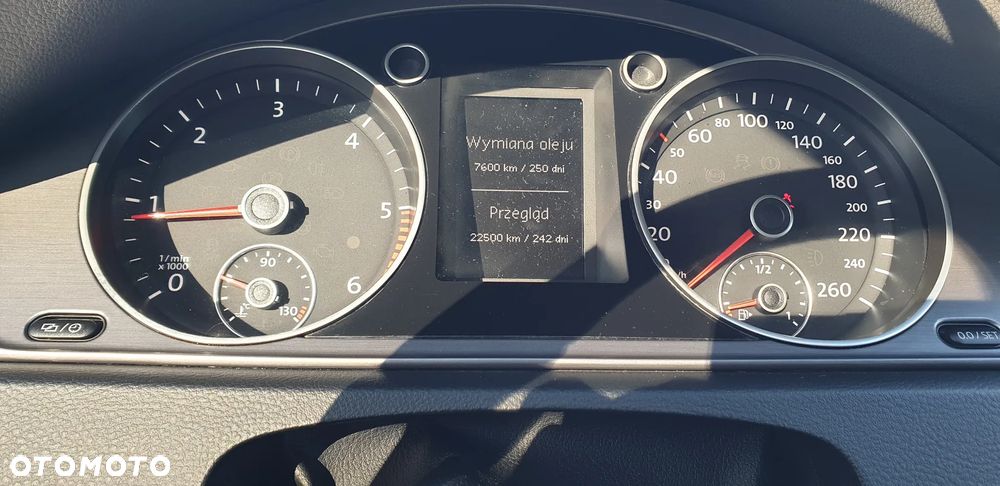 0 1 2 3 4 5 6
1/min
x 1000
90
130
Wymiana oleju
7600 km / 250 dni
Przegląd
22500 km / 242 dni
20 30 40 50 60 80 100 120 140 160 180 200 220 240 260
1/2
1
0.0 / SET
OTOMOTO